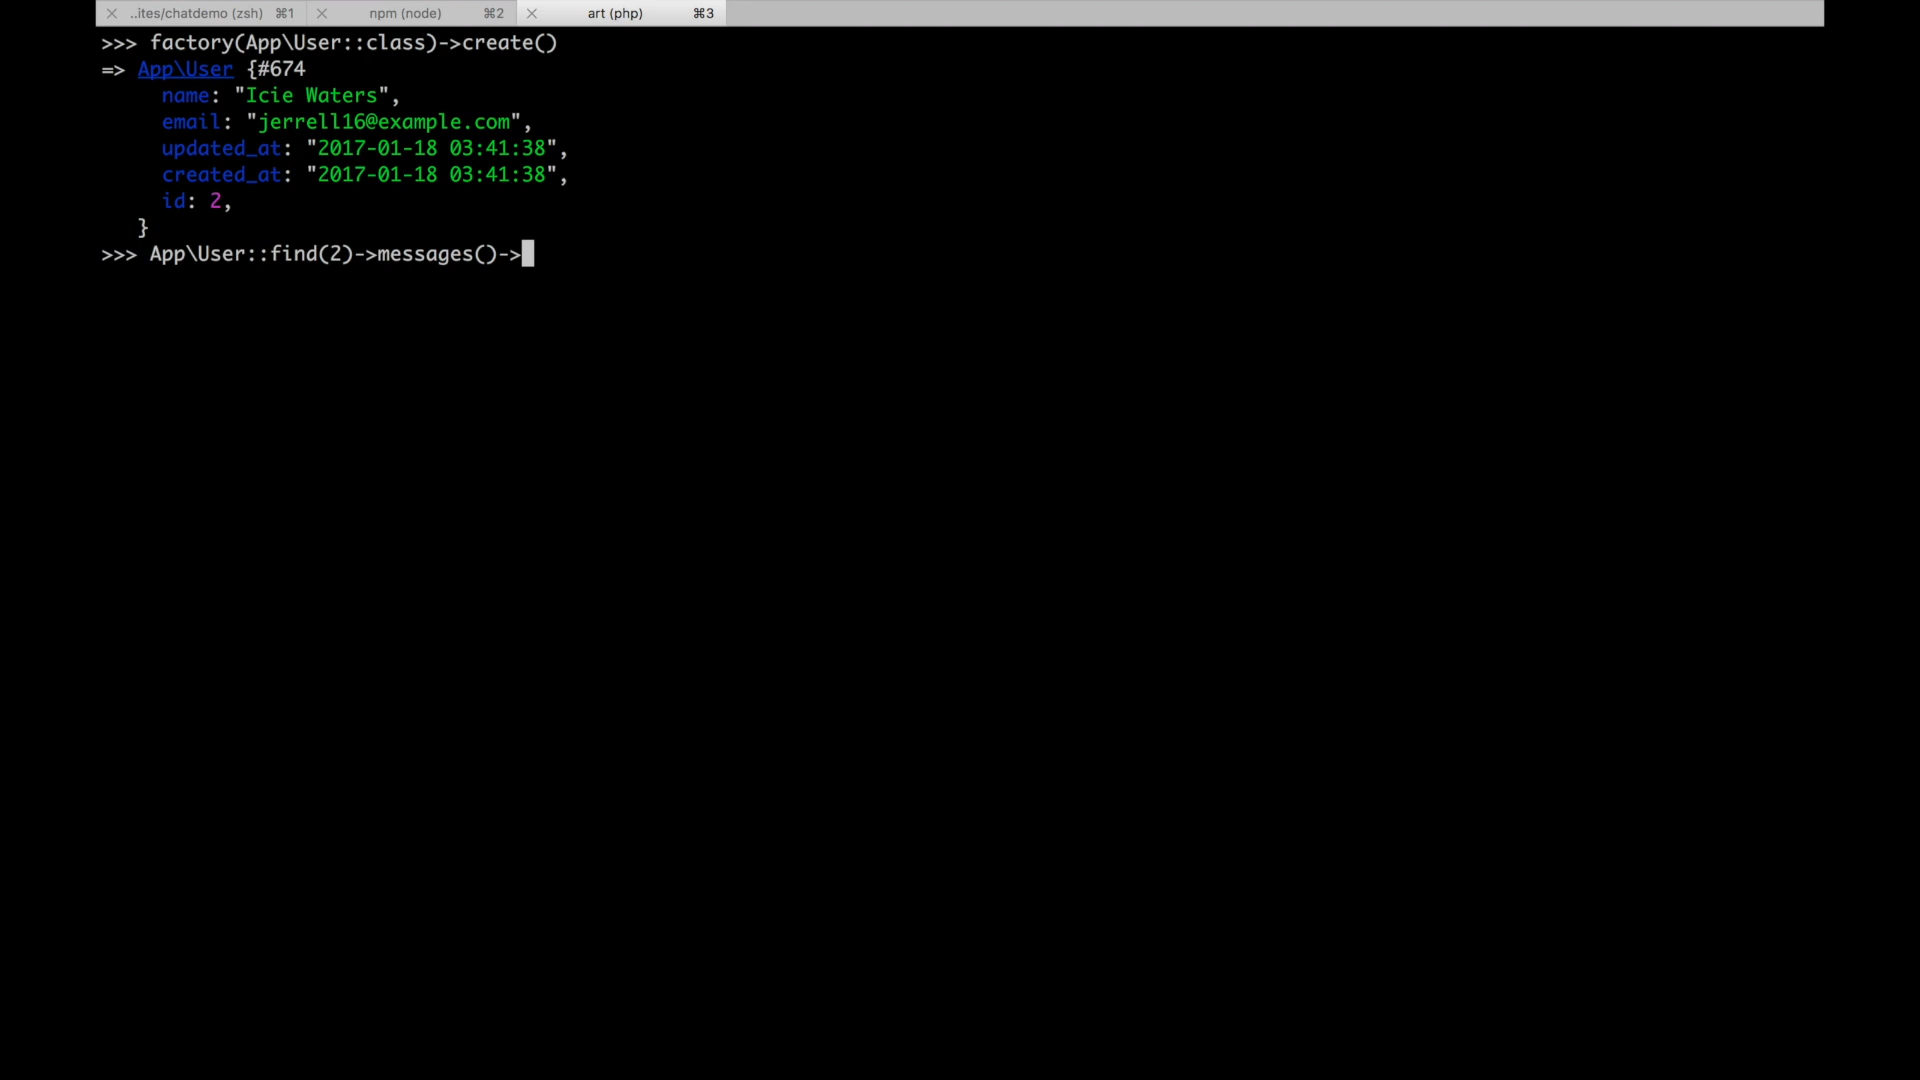 ..ites/chatdemo (zsh) ⌘1 npm (node) ⌘2 art (php) ⌘3
>>> factory(App\User::class)->create()
=> App\User {#674
name: "Icie Waters",
email: "jerrell16@example.com",
updated_at: "2017-01-18 03:41:38",
created_at: "2017-01-18 03:41:38",
id: 2,
}
>>> App\User::find(2)->messages()->